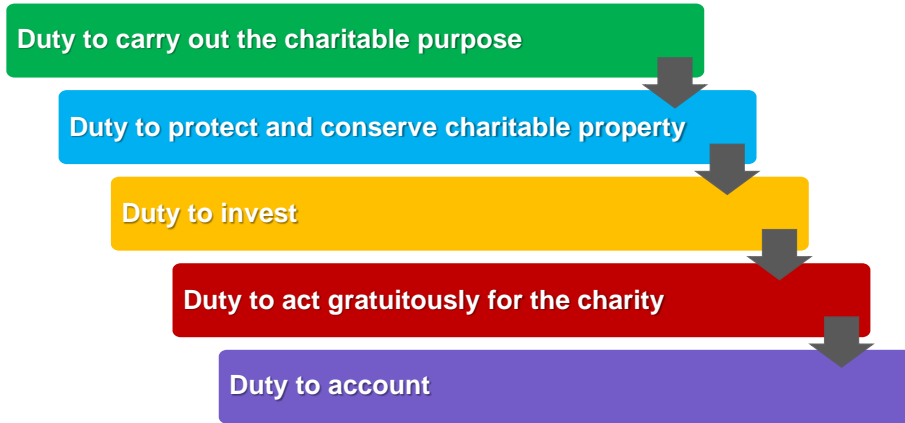 Duty to carry out the charitable purpose
Duty to protect and conserve charitable property
Duty to invest
Duty to act gratuitously for the charity
Duty to account